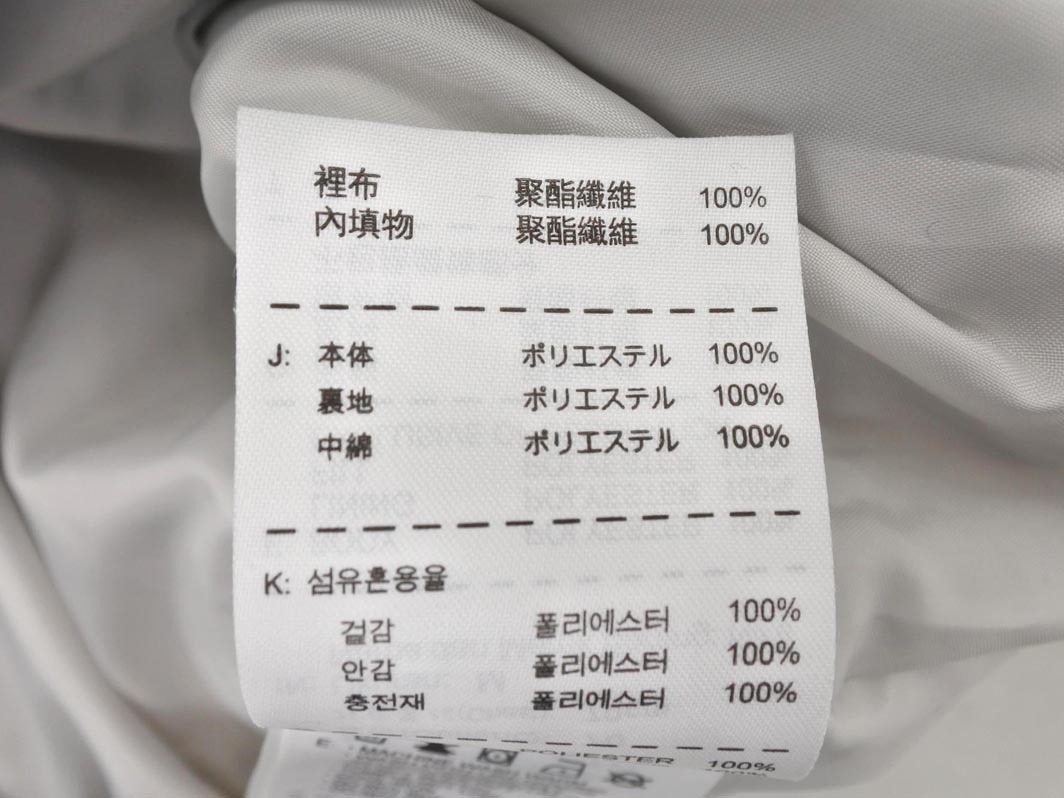 裡布 聚酯纖維 100%
內填物 聚酯纖維 100%
J: 本体 ポリエステル 100%
裏地 ポリエステル 100%
中綿 ポリエステル 100%
K: 섬유혼용율
겉감 폴리에스터 100%
안감 폴리에스터 100%
충전재 폴리에스터 100%
POLYESTER 100%